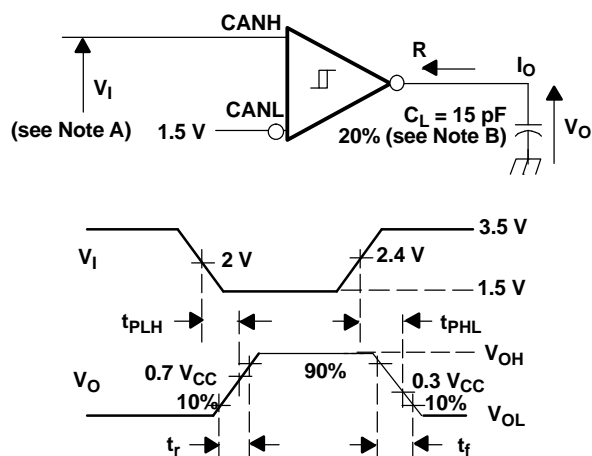 CANH
R
I_O
V_I
CANL
C_L = 15 pF
(see Note A)
1.5 V
20% (see Note B)
V_O
3.5 V
V_I
2 V
2.4 V
1.5 V
t_PLH
t_PHL
V_OH
0.7 V_CC
90%
V_O
0.3 V_CC
10%
10%
V_OL
t_r
t_f